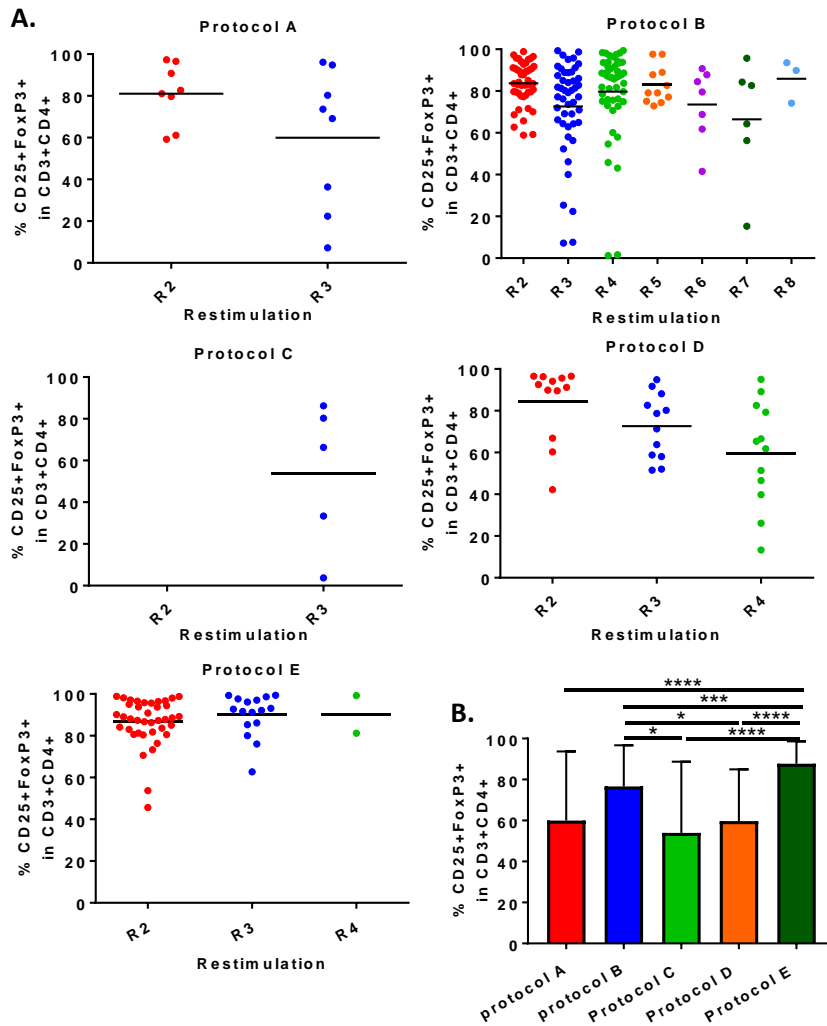 A.
Protocol A
% CD25+FoxP3+
in CD3+CD4+
100
80
60
40
20
0
R2
R3
Restimulation
Protocol B
% CD25+FoxP3+
in CD3+CD4+
100
80
60
40
20
0
R2
R3
R4
R5
R6
R7
R8
Restimulation
Protocol C
% CD25+FoxP3+
in CD3+CD4+
100
80
60
40
20
0
R2
R3
Restimulation
Protocol D
% CD25+FoxP3+
in CD3+CD4+
100
80
60
40
20
0
R2
R3
R4
Restimulation
Protocol E
% CD25+FoxP3+
in CD3+CD4+
100
80
60
40
20
0
R2
R3
R4
Restimulation
B.
****
***
* ****
* ****
% CD25+FoxP3+
in CD3+CD4+
100
80
60
40
20
0
protocol A
protocol B
Protocol C
Protocol D
Protocol E